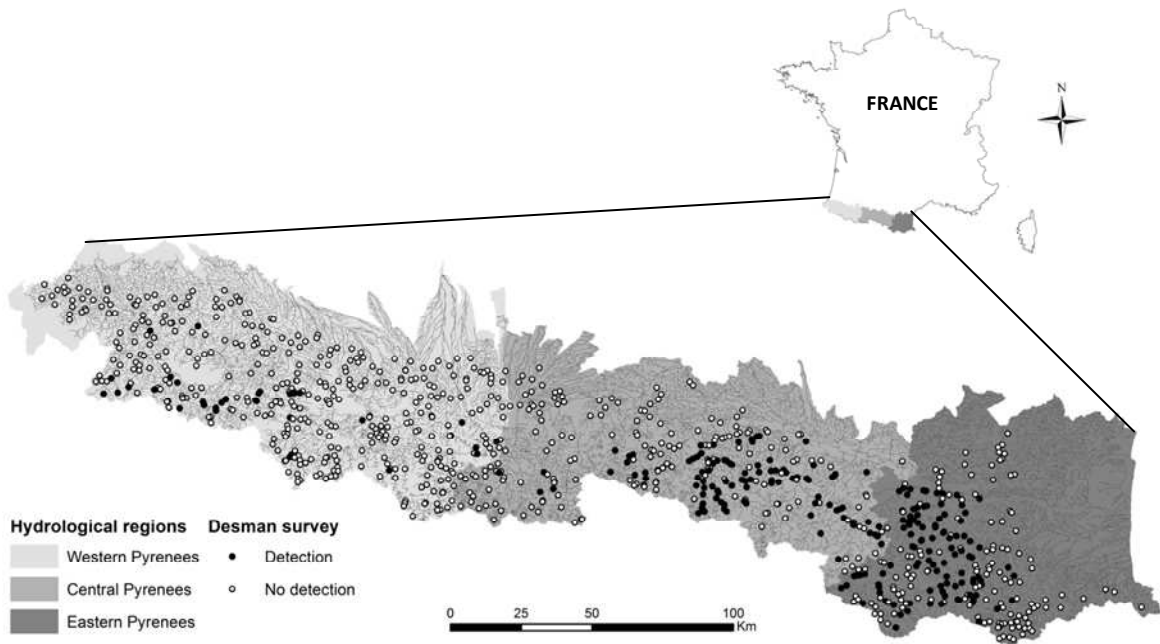 FRANCE
N
Hydrological regions
Western Pyrenees
Central Pyrenees
Eastern Pyrenees
Desman survey
Detection
No detection
0 25 50 100
Km